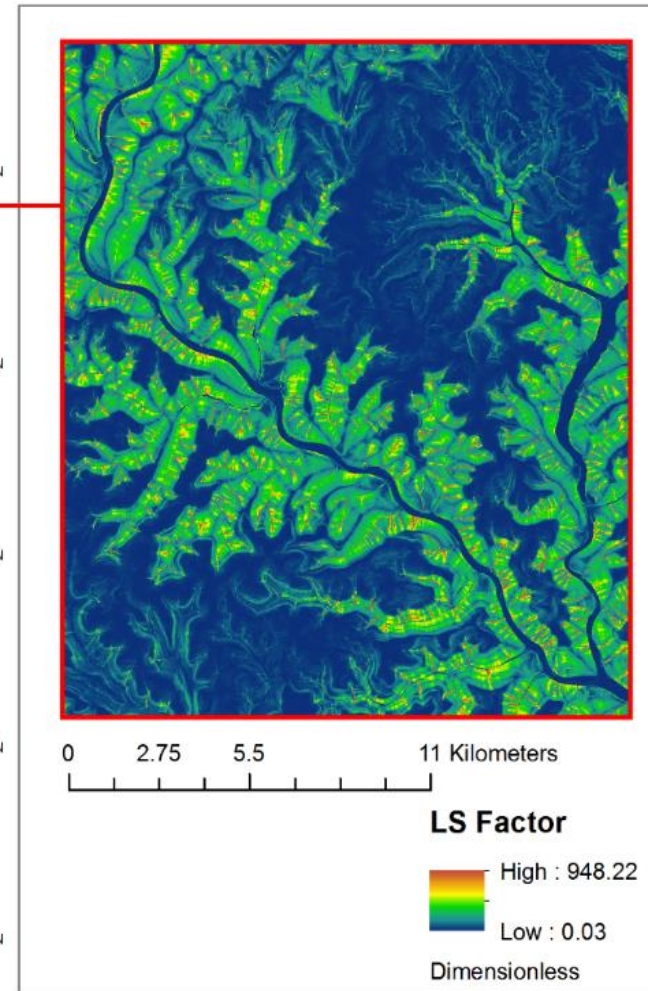 N
N
N
N
N
0 2.75 5.5 11 Kilometers
LS Factor
High : 948.22
Low : 0.03
Dimensionless